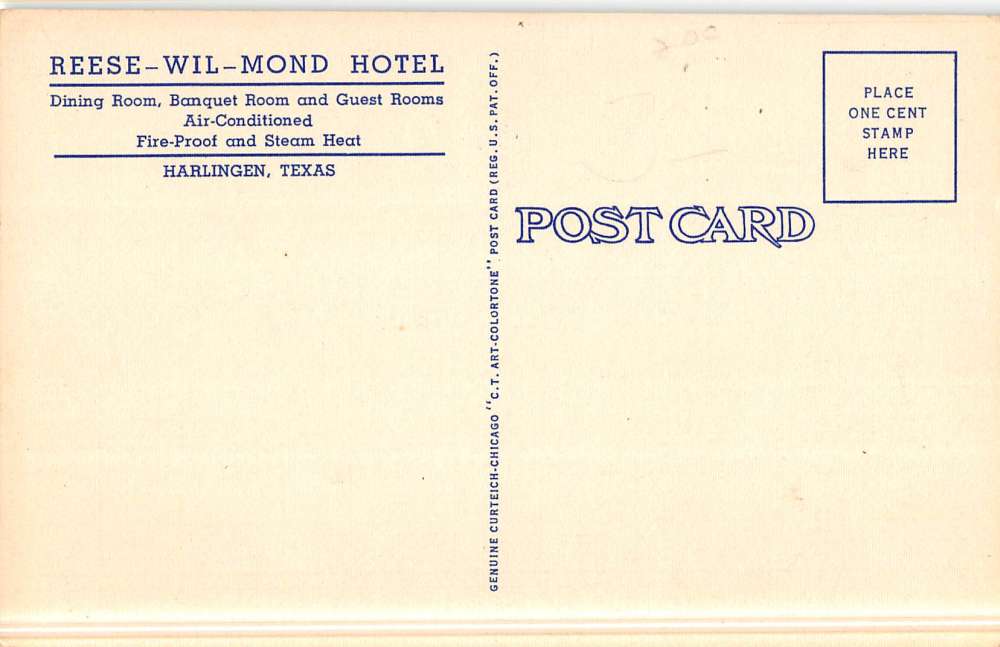 REESE-WIL-MOND HOTEL
Dining Room, Banquet Room and Guest Rooms
Air-Conditioned
Fire-Proof and Steam Heat
HARLINGEN, TEXAS
GENUINE CURTEICH-CHICAGO "C.T. ART-COLORTONE" POST CARD (REG. U.S. PAT. OFF.)
POST CARD
PLACE
ONE CENT
STAMP
HERE